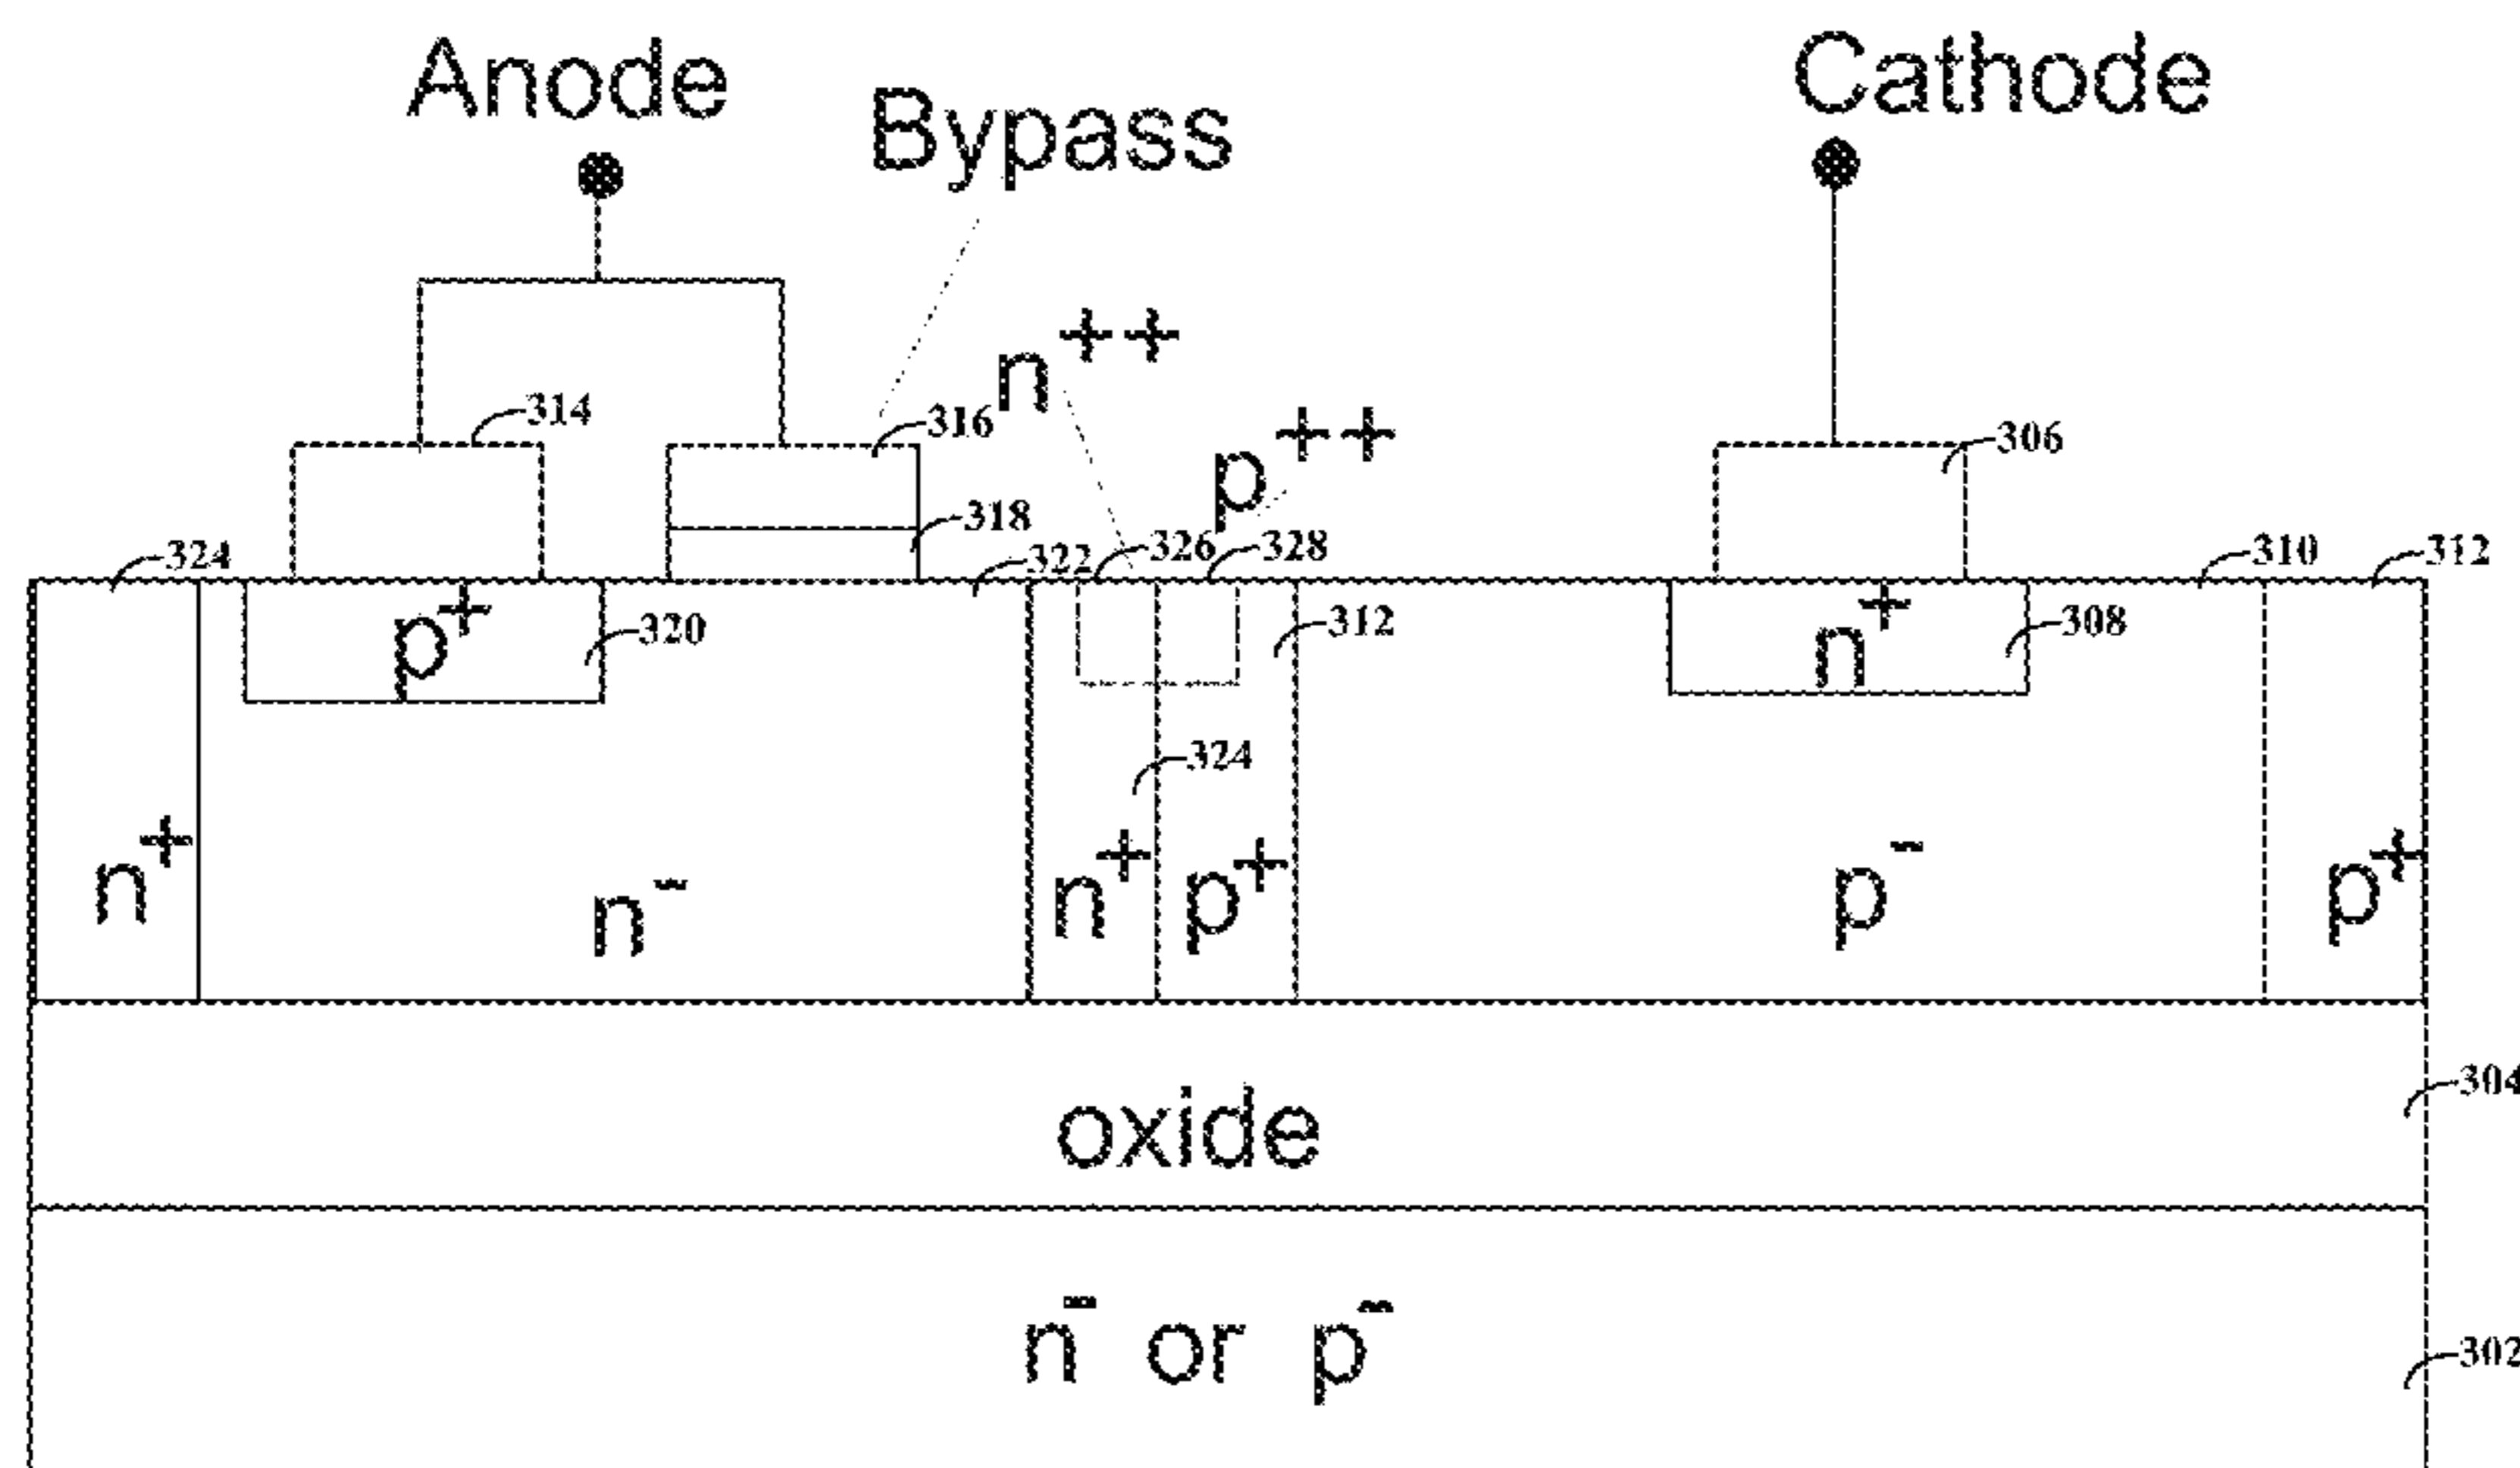 Anode
Cathode
Bypass
n++
314
316
p++
306
318
324
322
326
328
310
312
p+
320
312
n+
308
324
n+
n-
n+
p+
p-
p+
304
oxide
n- or p-
302